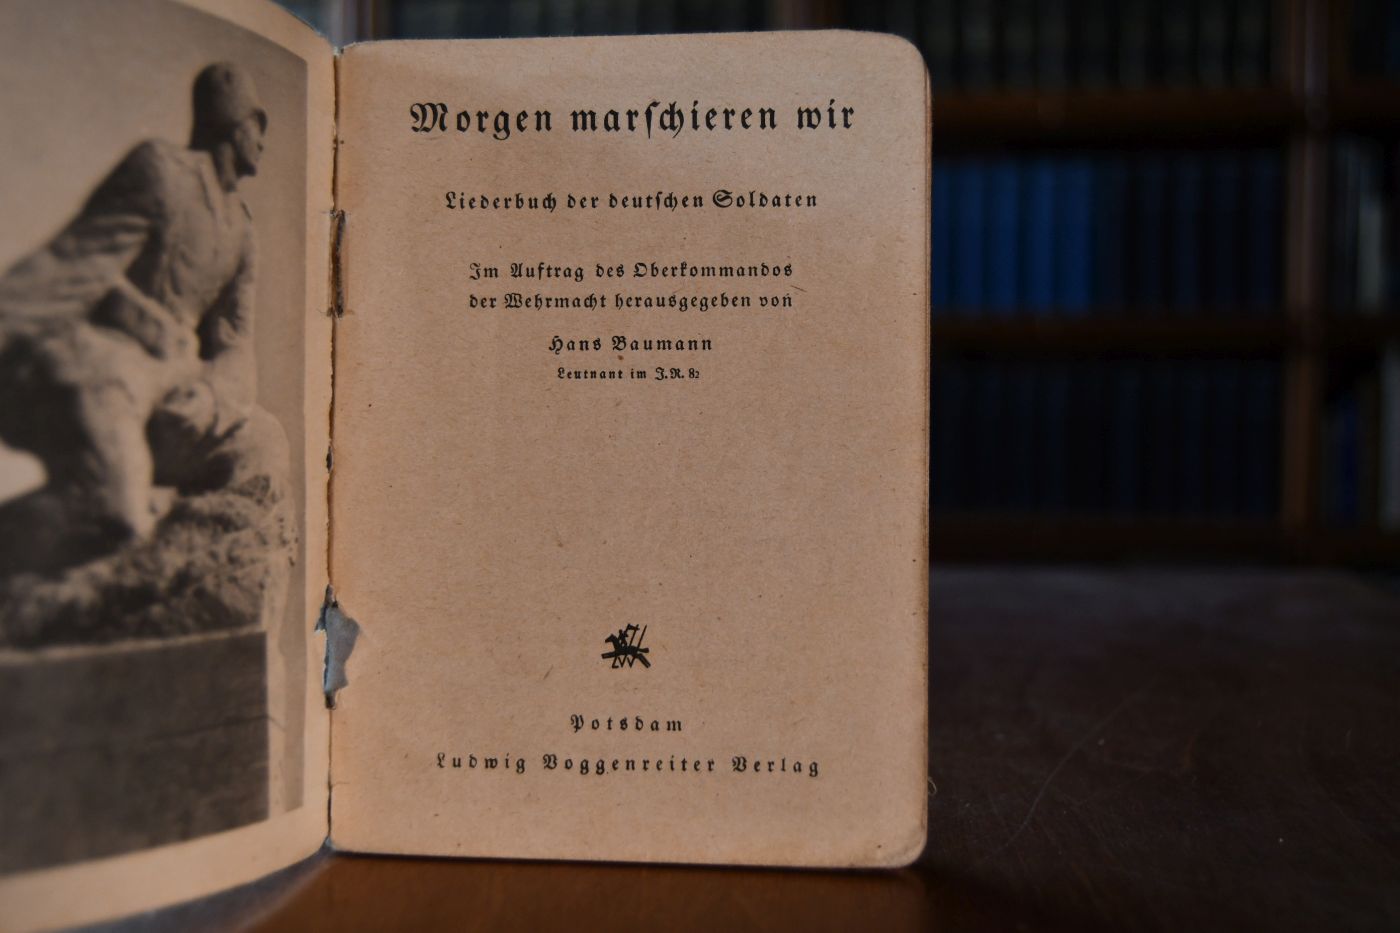 Morgen marſchieren wir
Liederbuch der deutſchen Soldaten
Im Auftrag des Oberkommandos
der Wehrmacht herausgegeben von
Hans Baumann
Leutnant im J.R. 82
Potsdam
Ludwig Voggenreiter Verlag